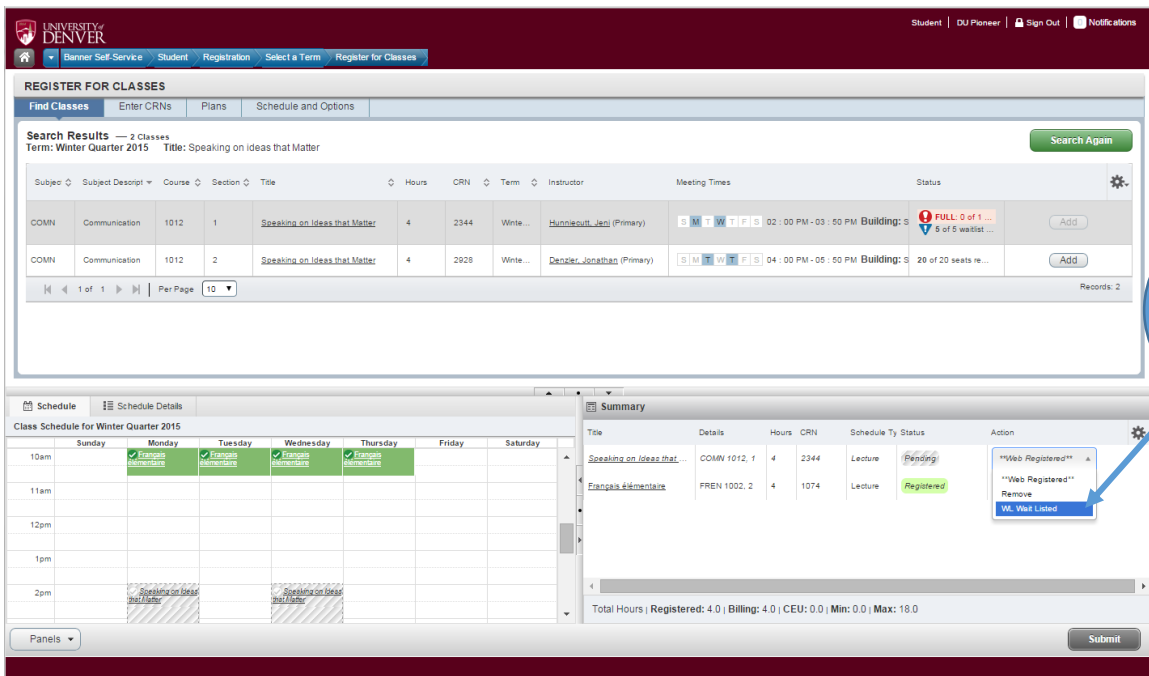 UNIVERSITY of
DENVER
Student | DU Pioneer | Sign Out | 0 Notifications
Banner Self-Service Student Registration Select a Term Register for Classes
REGISTER FOR CLASSES
Find Classes Enter CRNs Plans Schedule and Options
Search Results — 2 Classes
Term: Winter Quarter 2015 Title: Speaking on ideas that Matter
Search Again
Subjec Subject Descript Course Section Title Hours CRN Term Instructor Meeting Times Status
COMN Communication 1012 1 Speaking on Ideas that Matter 4 2344 Winte... Hunniecutt, Jeni (Primary) S M T W T F S 02 : 00 PM - 03 : 50 PM Building: S FULL: 0 of 1 ...
5 of 5 waitlist ...
Add
COMN Communication 1012 2 Speaking on Ideas that Matter 4 2928 Winte... Denzler, Jonathan (Primary) S M T W T F S 04 : 00 PM - 05 : 50 PM Building: S 20 of 20 seats re... Add
1 of 1 | Per Page 10 Records: 2
Schedule Schedule Details
Class Schedule for Winter Quarter 2015
Sunday Monday Tuesday Wednesday Thursday Friday Saturday
10am Français Français Français Français
élémentaire élémentaire élémentaire élémentaire
11am
12pm
1pm
2pm Speaking on Ideas Speaking on Ideas
that Matter that Matter
Summary
Title Details Hours CRN Schedule Ty Status Action
Speaking on Ideas that ... COMN 1012, 1 4 2344 Lecture Pending **Web Registered**
**Web Registered**
Français élémentaire FREN 1002, 2 4 1074 Lecture Registered
Remove
WL Wait Listed
Total Hours | Registered: 4.0 | Billing: 4.0 | CEU: 0.0 | Min: 0.0 | Max: 18.0
Panels Submit